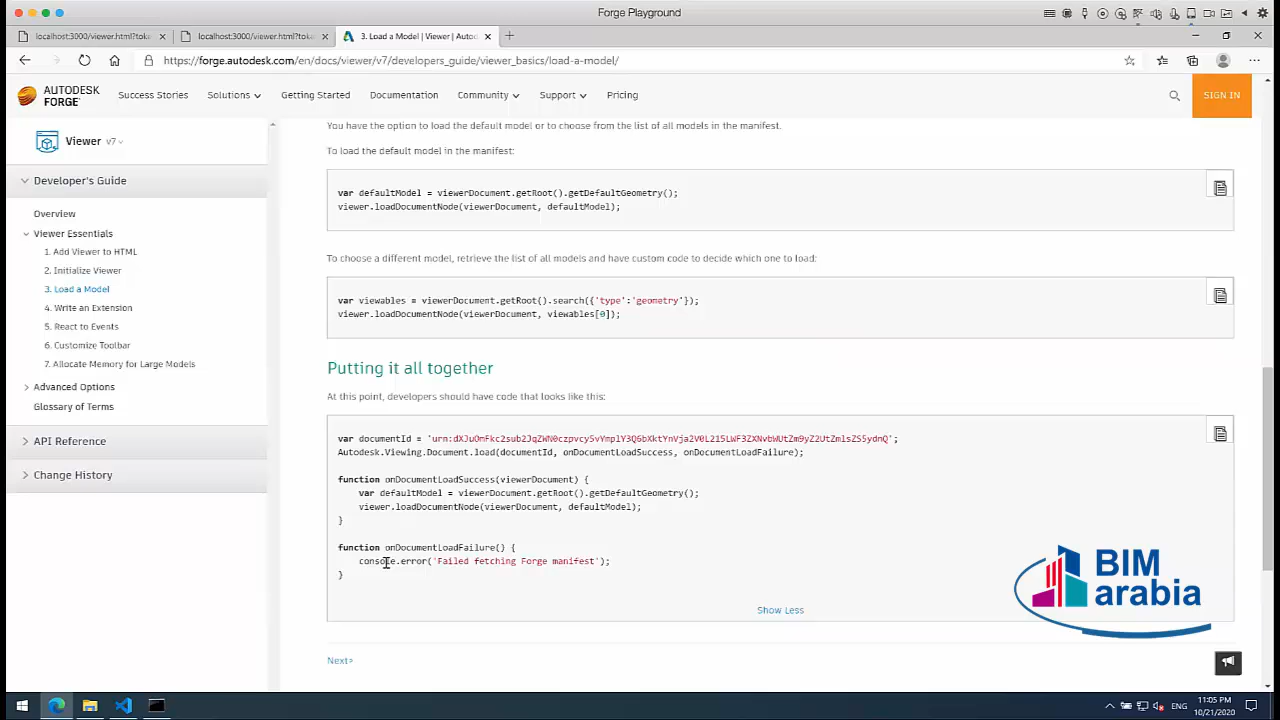 Forge Playground
localhost:3000/viewer.html?toke
localhost:3000/viewer.html?toke
3. Load a Model | Viewer | Autod
https://forge.autodesk.com/en/docs/viewer/v7/developers_guide/viewer_basics/load-a-model/
AUTODESK FORGE
Success Stories
Solutions
Getting Started
Documentation
Community
Support
Pricing
SIGN IN
Viewer v7
Developer's Guide
Overview
Viewer Essentials
1. Add Viewer to HTML
2. Initialize Viewer
3. Load a Model
4. Write an Extension
5. React to Events
6. Customize Toolbar
7. Allocate Memory for Large Models
Advanced Options
Glossary of Terms
API Reference
Change History
You have the option to load the default model or to choose from the list of all models in the manifest.
To load the default model in the manifest:
var defaultModel = viewerDocument.getRoot().getDefaultGeometry();
viewer.loadDocumentNode(viewerDocument, defaultModel);
To choose a different model, retrieve the list of all models and have custom code to decide which one to load:
var viewables = viewerDocument.getRoot().search({'type':'geometry'});
viewer.loadDocumentNode(viewerDocument, viewables[0]);
Putting it all together
At this point, developers should have code that looks like this:
var documentId =
Autodesk.Viewing.Document.load(documentId, onDocumentLoadSuccess, onDocumentLoadFailure);
function onDocumentLoadSuccess(viewerDocument) {
var defaultModel = viewerDocument.getRoot().getDefaultGeometry();
viewer.loadDocumentNode(viewerDocument, defaultModel);
}
function onDocumentLoadFailure() {
console.error('Failed fetching Forge manifest');
}
Show Less
Next>
BIM
arabia
ENG
11:05 PM
10/21/2020